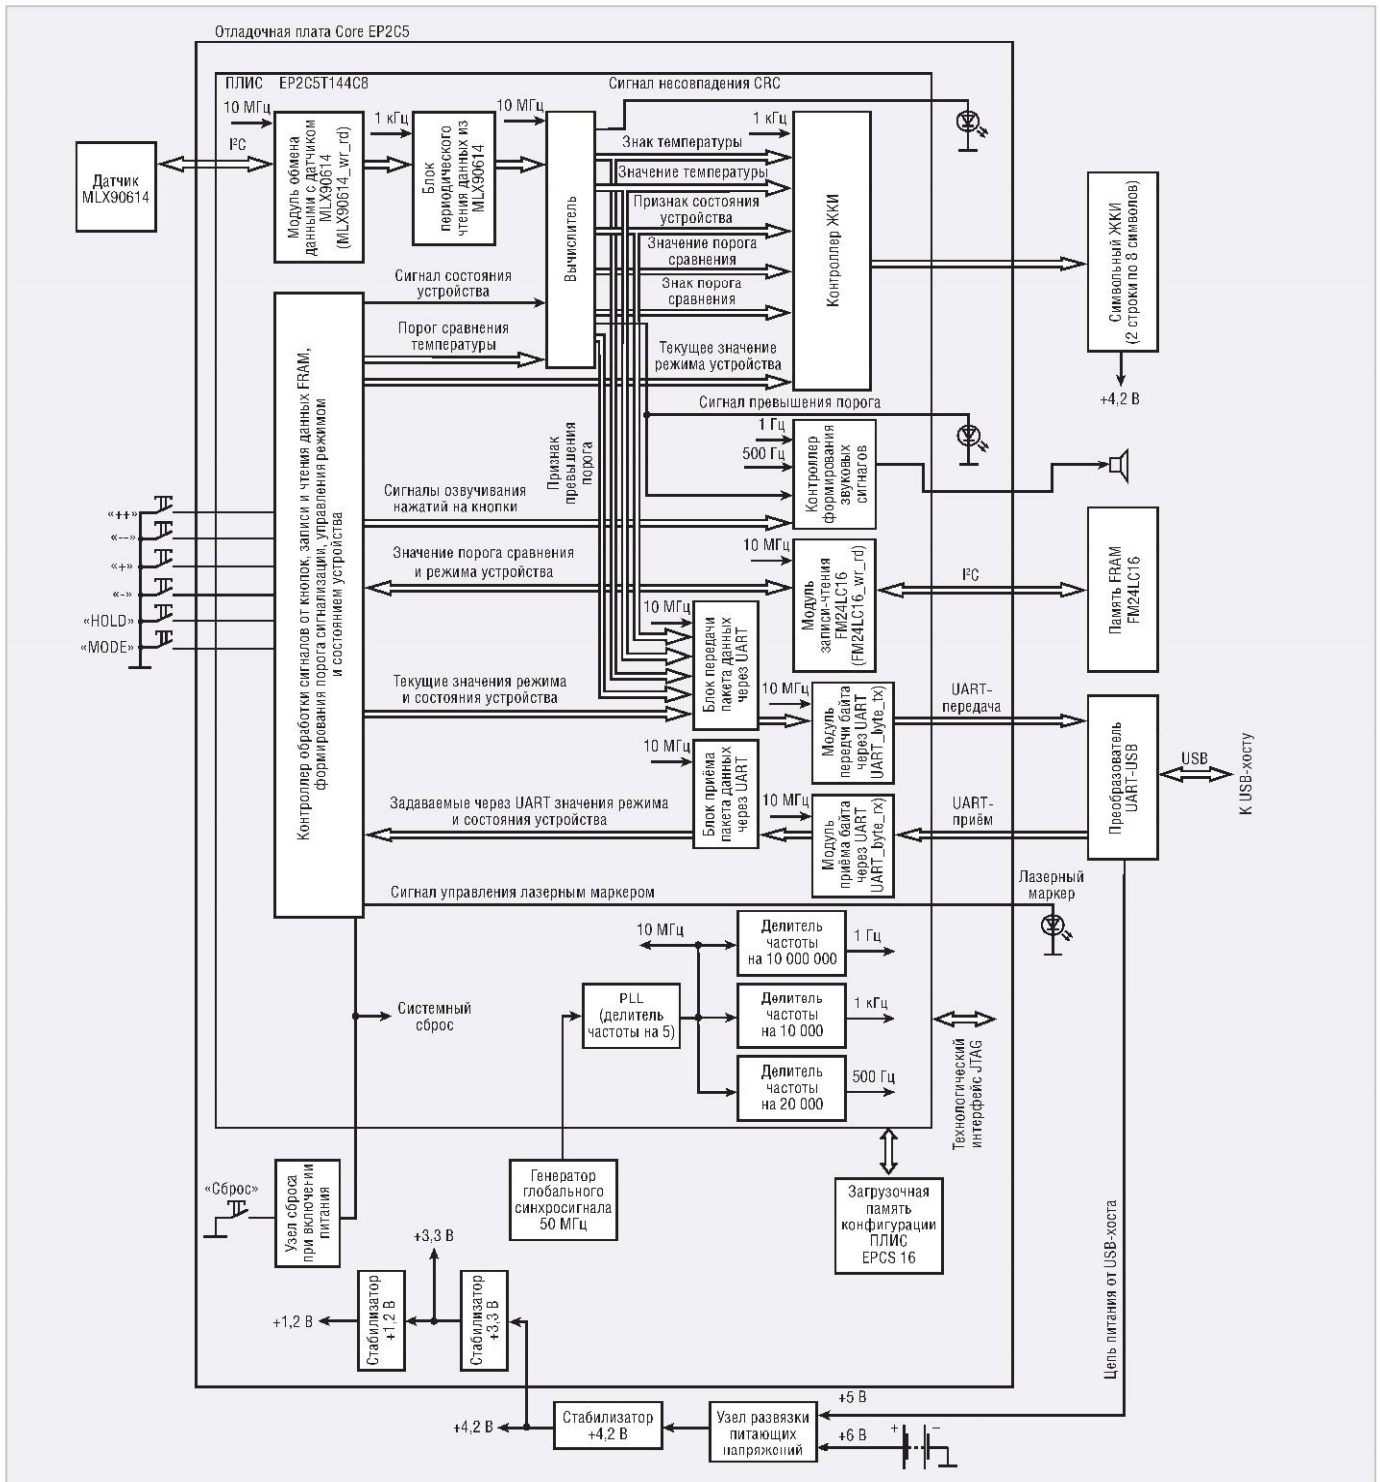 Отладочная плата Core EP2C5
ПЛИС EP2C5T144C8
Сигнал несовпадения CRC
10 МГц
1 кГц
10 МГц
1 кГц
I²C
Датчик
MLX90614
Модуль обмена
данными с датчиком
MLX90614
(MLX90614_wr_rd)
Блок
периодического
чтения данных из
MLX90614
Вычислитель
Знак температуры
Значение температуры
Признак состояния
устройства
Значение порога
сравнения
Знак порога
сравнения
Контроллер ЖКИ
Символьный ЖКИ
(2 строки по 8 символов)
+4,2 В
Сигнал состояния
устройства
Порог сравнения
температуры
Текущее значение
режима устройства
Сигнал превышения порога
Контроллер обработки сигналов от кнопок, записи и чтения данных FRAM,
формирования порога сигнализации, управления режимом
и состоянием устройства
Признак
превышения
порога
1 Гц
500 Гц
Контроллер
формирования
звуковых
сигнагов
Сигналы озвучивания
нажатий на кнопки
«++»
«--»
«+»
«-»
«HOLD»
«MODE»
Значение порога сравнения
и режима устройства
10 МГц
Модуль
записи-чтения
FM24LC16
(FM24LC16_wr_rd)
I²C
Память FRAM
FM24LC16
10 МГц
Блок передачи
пакета данных
через UART
Текущие значения режима
и состояния устройства
10 МГц
Модуль
передчи байта
через UART
UART_byte_tx)
UART-
передача
Преобразователь
UART-USB
USB
К USB-хосту
10 МГц
Блок приёма
пакета данных
через UART
Задаваемые через UART значения режима
и состояния устройства
10 МГц
Модуль
приёма байта
через UART
UART_byte_rx)
UART-
приём
Сигнал управления лазерным маркером
Лазерный
маркер
10 МГц
Делитель
частоты
на 10 000 000
1 Гц
PLL
(делитель
частоты на 5)
Делитель
частоты
на 10 000
1 кГц
Делитель
частоты
на 20 000
500 Гц
Системный
сброс
Технологический
интерфейс JTAG
«Сброс»
Узел сброса
при включении
питания
Генератор
глобального
синхросигнала
50 МГц
Загрузочная
память
конфигурации
ПЛИС
EPCS 16
Цепь питания от USB-хоста
+3,3 В
+1,2 В
Стабилизатор
+1,2 В
Стабилизатор
+3,3 В
+4,2 В
Стабилизатор
+4,2 В
Узел развязки
питающих
напряжений
+5 В
+6 В
+ −